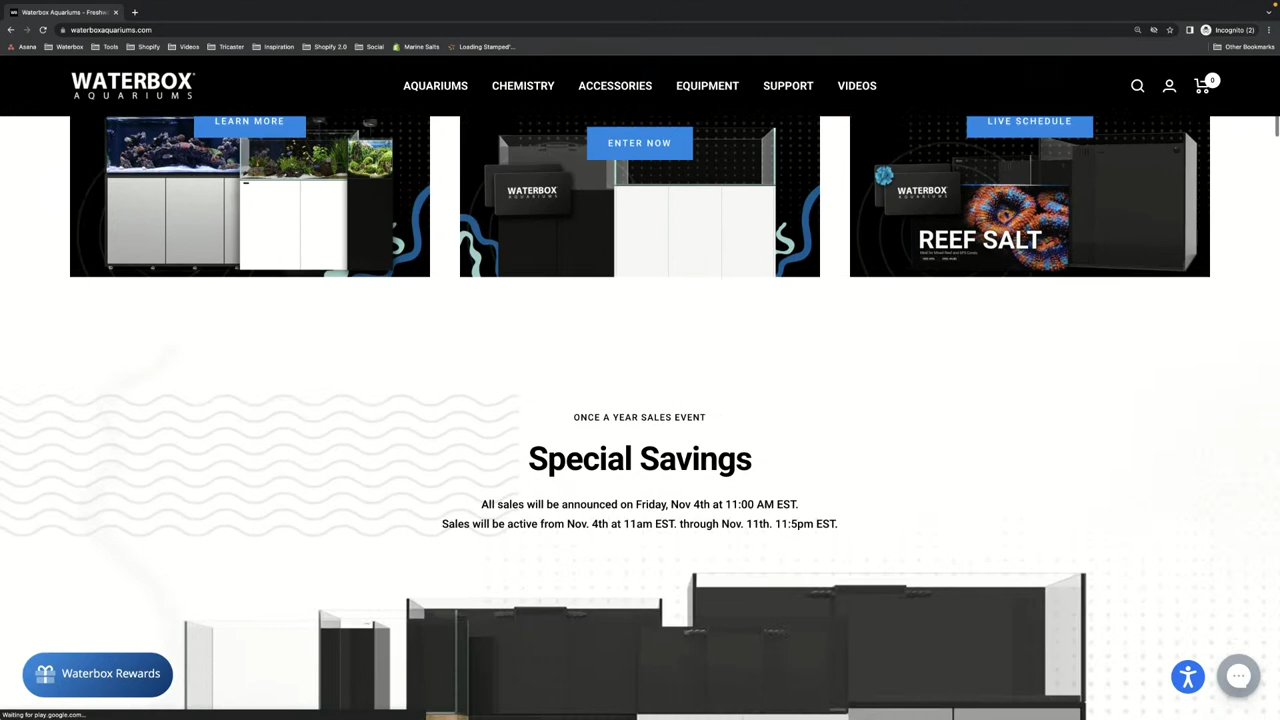 Waterbox Aquariums - Freshw
waterboxaquariums.com
Incognito (2)
Asana
Waterbox
Tools
Shopify
Videos
Tricaster
Inspiration
Shopify 2.0
Social
Marine Salts
Loading Stamped'...
Other Bookmarks
WATERBOX
AQUARIUMS
AQUARIUMS
CHEMISTRY
ACCESSORIES
EQUIPMENT
SUPPORT
VIDEOS
0
LEARN MORE
ENTER NOW
LIVE SCHEDULE
WATERBOX
AQUARIUMS
WATERBOX
AQUARIUMS
REEF SALT
ONCE A YEAR SALES EVENT
Special Savings
All sales will be announced on Friday, Nov 4th at 11:00 AM EST.
Sales will be active from Nov. 4th at 11am EST. through Nov. 11th. 11:5pm EST.
Waterbox Rewards
Waiting for play.google.com...